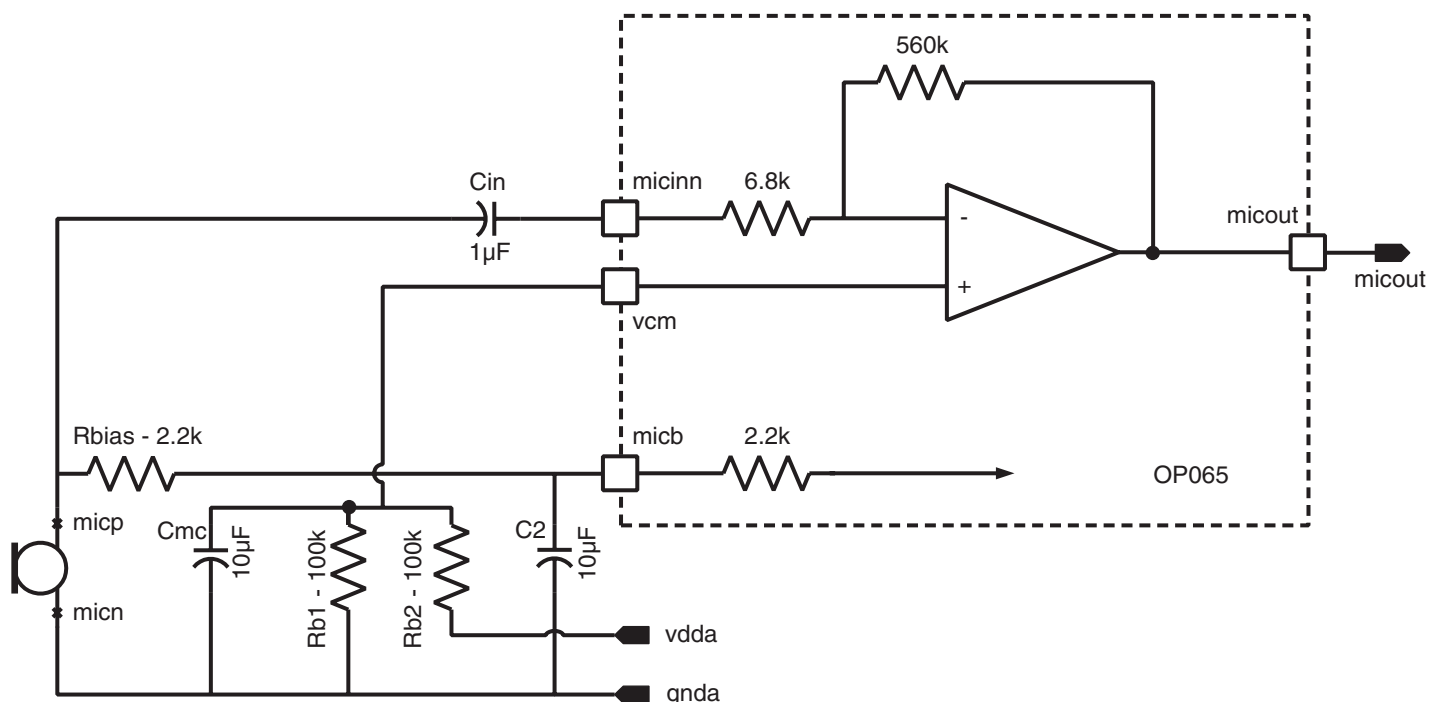 560k
Cin
1µF
micinn
6.8k
-
+
micout
micout
vcm
Rbias - 2.2k
micb
2.2k
OP065
micp
Cmc
10µF
Rb1 - 100k
Rb2 - 100k
C2
10µF
micn
vdda
gnda